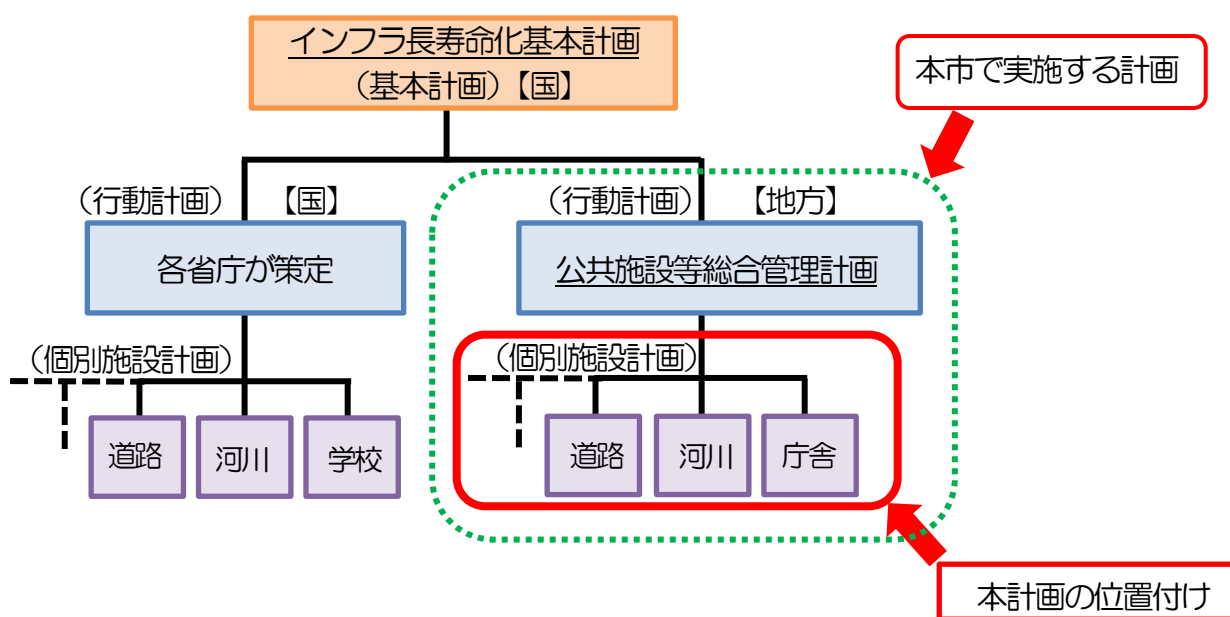 インフラ長寿命化基本計画
（基本計画）【国】
本市で実施する計画
（行動計画） 【国】
各省庁が策定
（行動計画） 【地方】
公共施設等総合管理計画
（個別施設計画）
道路 河川 学校
（個別施設計画）
道路 河川 庁舎
本計画の位置付け